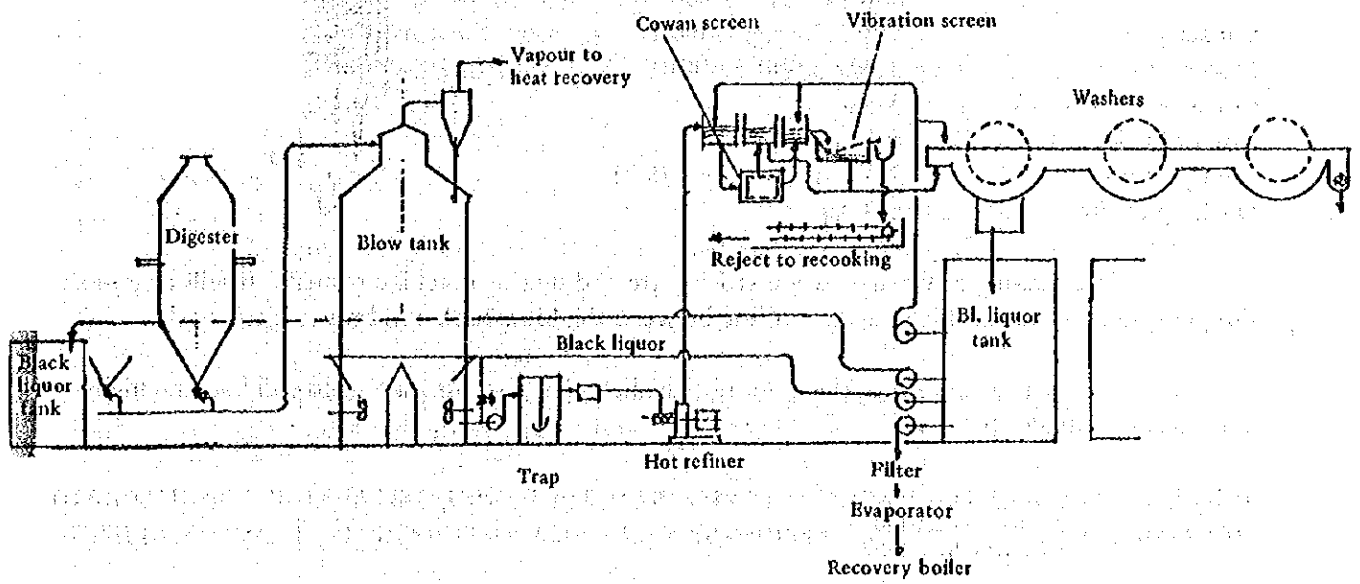 Cowan screen
Vibration screen
Vapour to
heat recovery
Washers
Digester
Blow tank
Reject to recooking
Black
liquor
tank
Black liquor
Bl. liquor
tank
Trap
Hot refiner
Filter
Evaporator
Recovery boiler